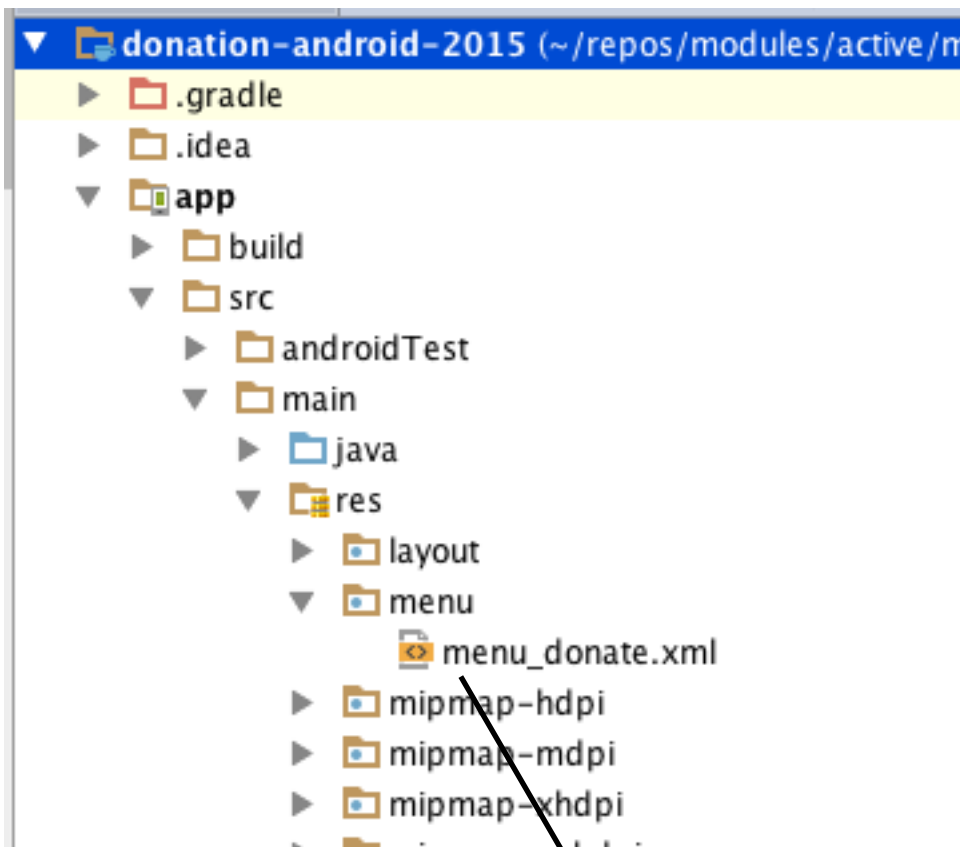 donation-android-2015 (~/repos/modules/active/m
.gradle
.idea
app
build
src
androidTest
main
java
res
layout
menu
menu_donate.xml
mipmap-hdpi
mipmap-mdpi
mipmap-xhdpi